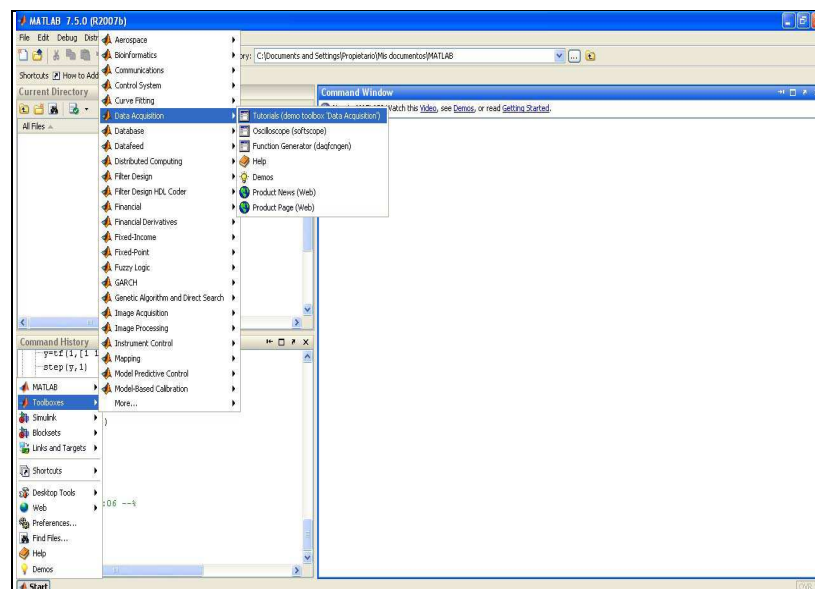 MATLAB 7.5.0 (R2007b)
File Edit Debug Distr
ory: C:\Documents and Settings\Propietario\Mis documentos\MATLAB
Shortcuts How to Add
Current Directory
All Files
Aerospace
Bioinformatics
Communications
Control System
Curve Fitting
Data Acquisition
Database
Datafeed
Distributed Computing
Filter Design
Filter Design HDL Coder
Financial
Financial Derivatives
Fixed-Income
Fixed-Point
Fuzzy Logic
GARCH
Genetic Algorithm and Direct Search
Image Acquisition
Image Processing
Instrument Control
Mapping
Model Predictive Control
Model-Based Calibration
More...
Tutorials (demo toolbox 'Data Acquisition')
Oscilloscope (softscope)
Function Generator (daqfcngen)
Help
Demos
Product News (Web)
Product Page (Web)
Command Window
Watch this Video, see Demos, or read Getting Started.
Command History
y=tf(1,[1 1
step(y,1)
)
:06 --%
MATLAB
Toolboxes
Simulink
Blocksets
Links and Targets
Shortcuts
Desktop Tools
Web
Preferences...
Find Files...
Help
Demos
Start
OVR